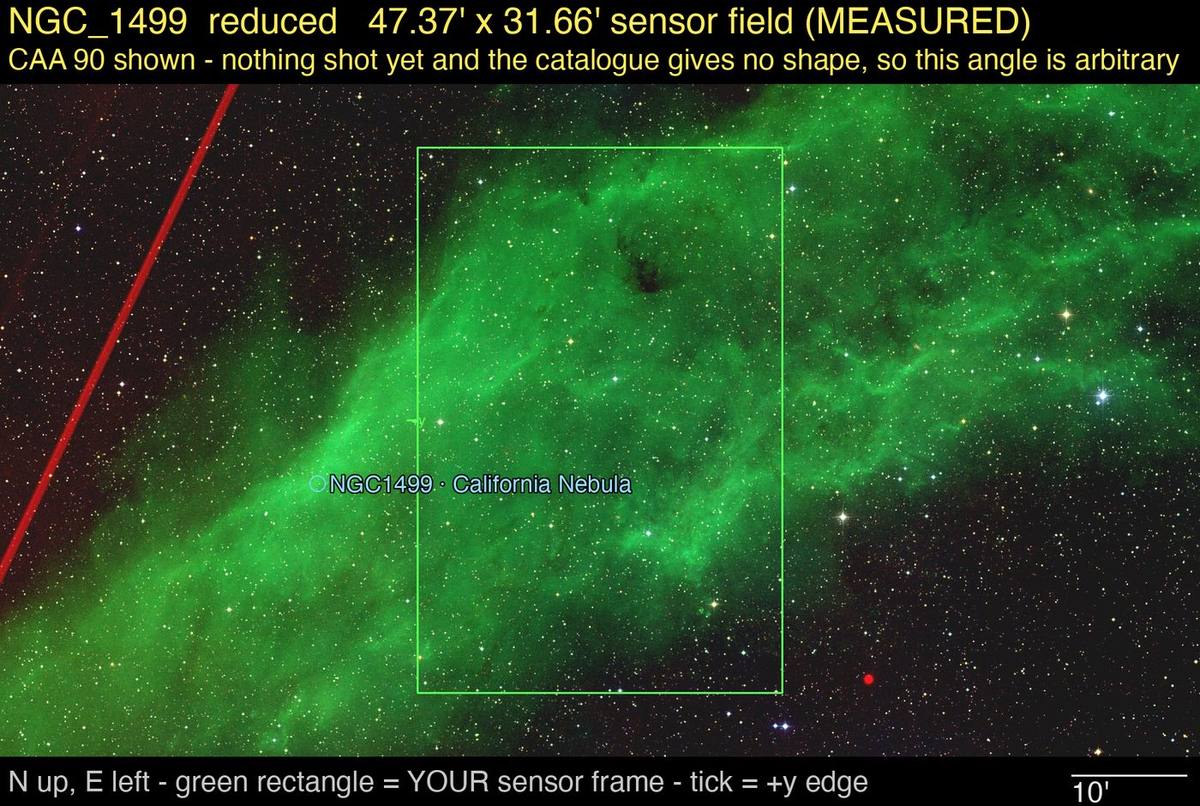 NGC_1499 reduced 47.37' x 31.66' sensor field (MEASURED)
CAA 90 shown - nothing shot yet and the catalogue gives no shape, so this angle is arbitrary
NGC1499 · California Nebula
N up, E left - green rectangle = YOUR sensor frame - tick = +y edge
10'